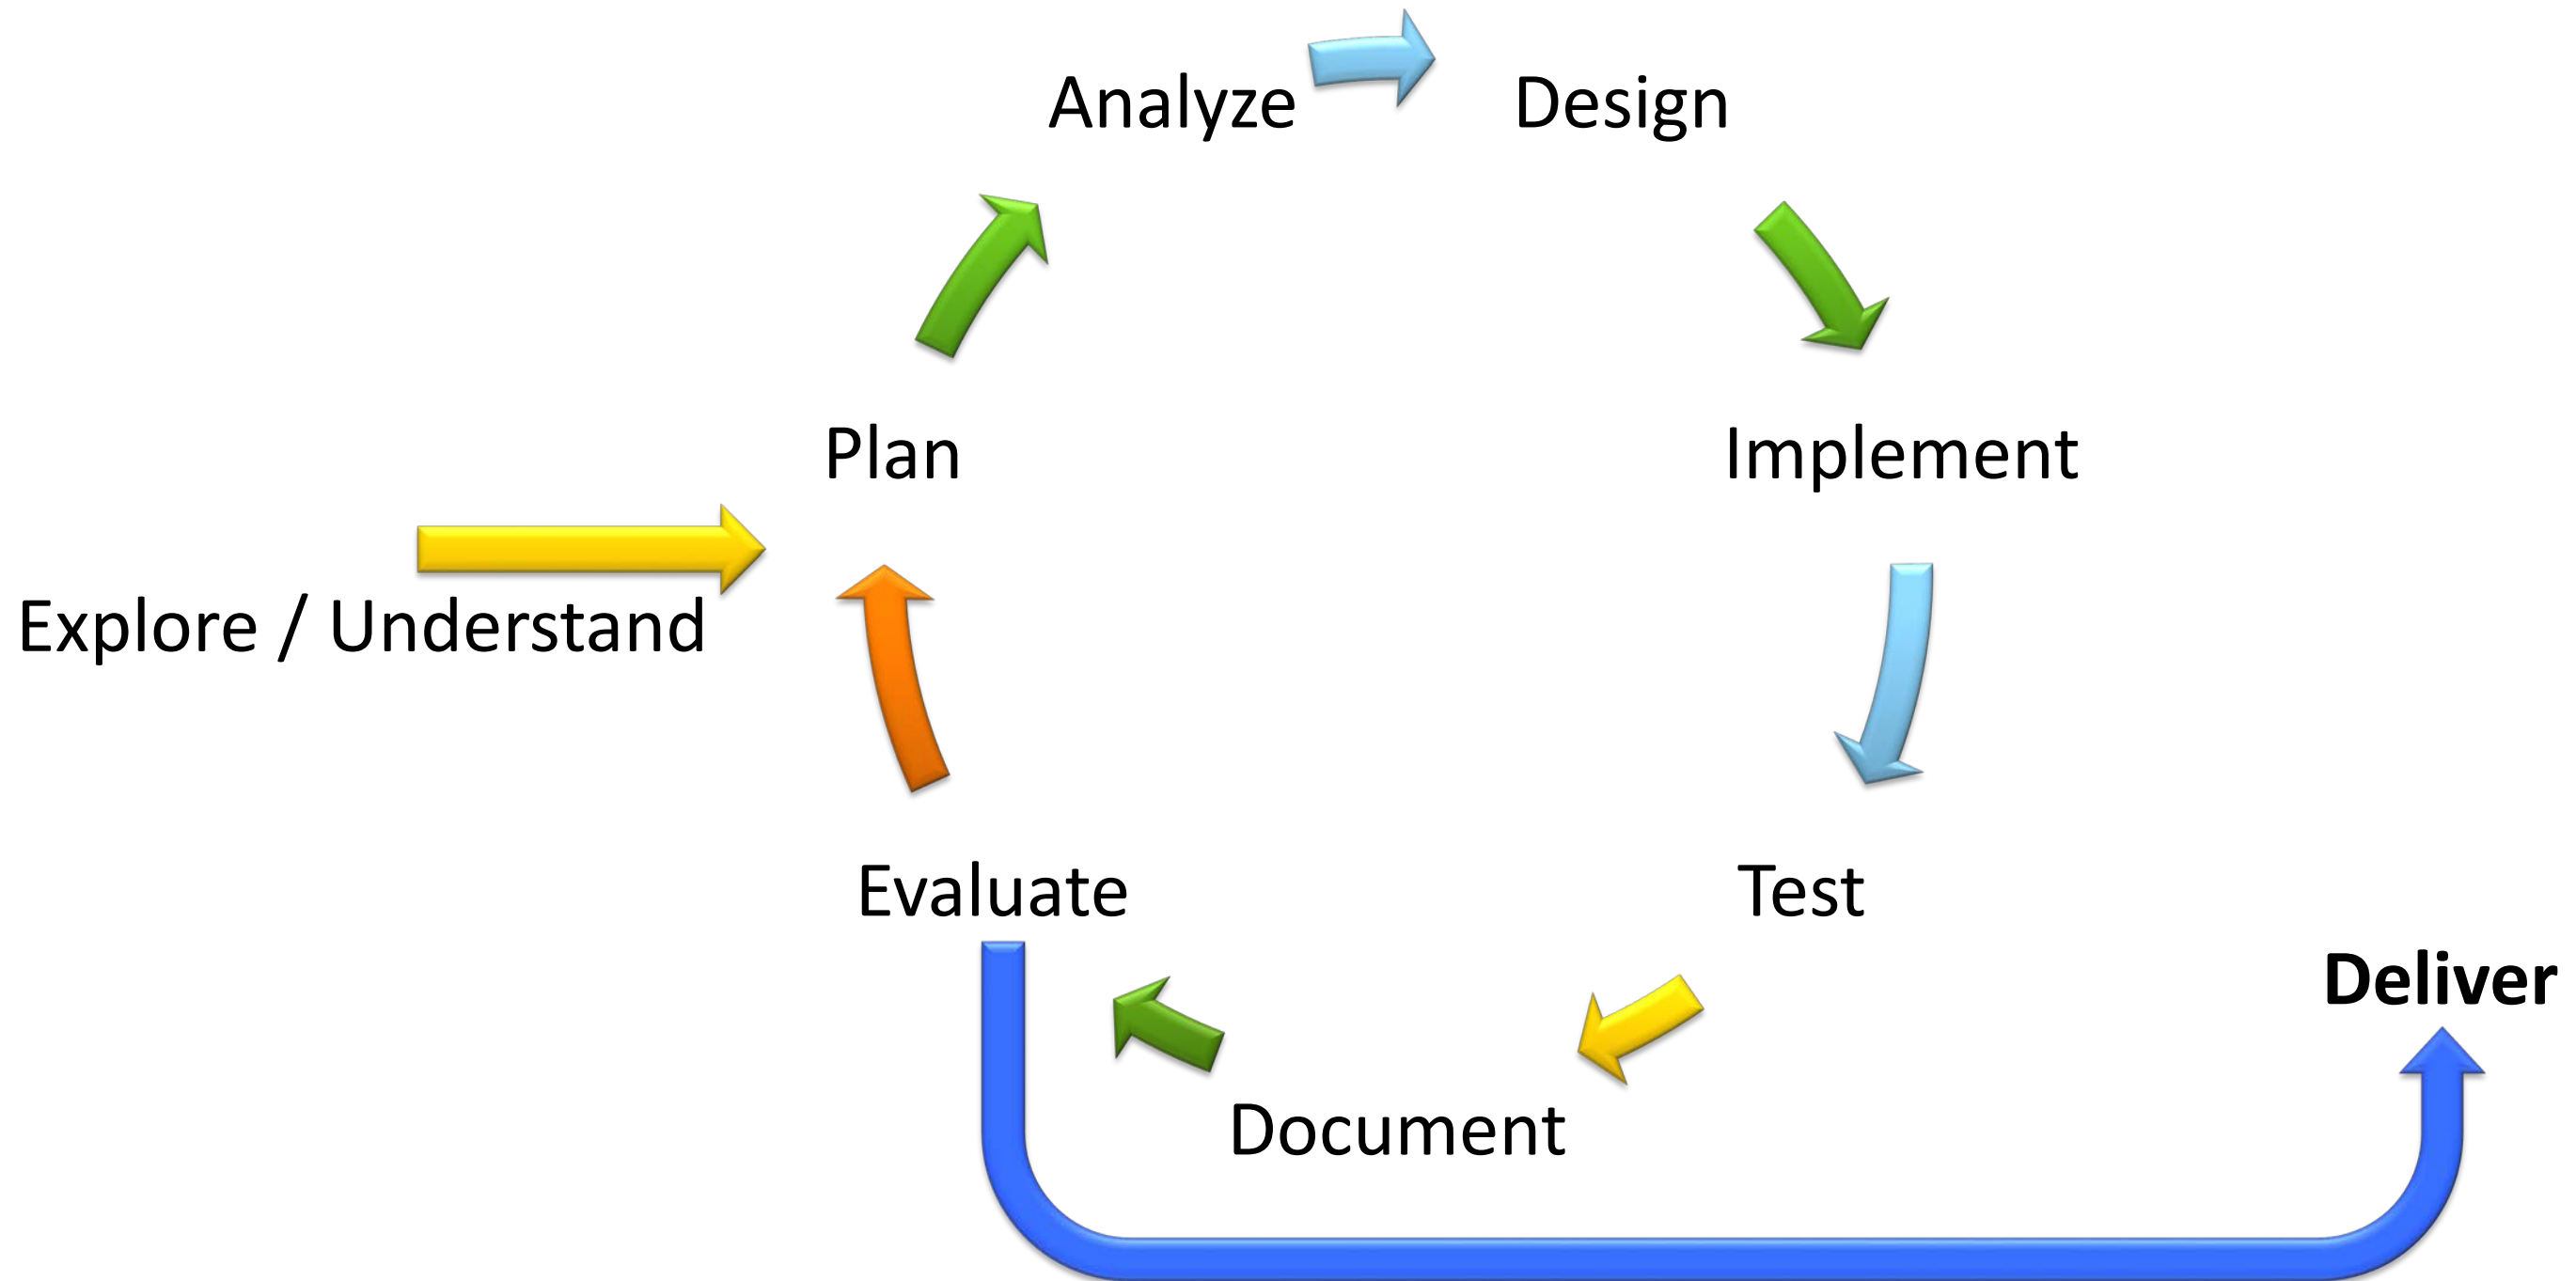 Analyze
Design
Plan
Implement
Explore / Understand
Evaluate
Test
Deliver
Document